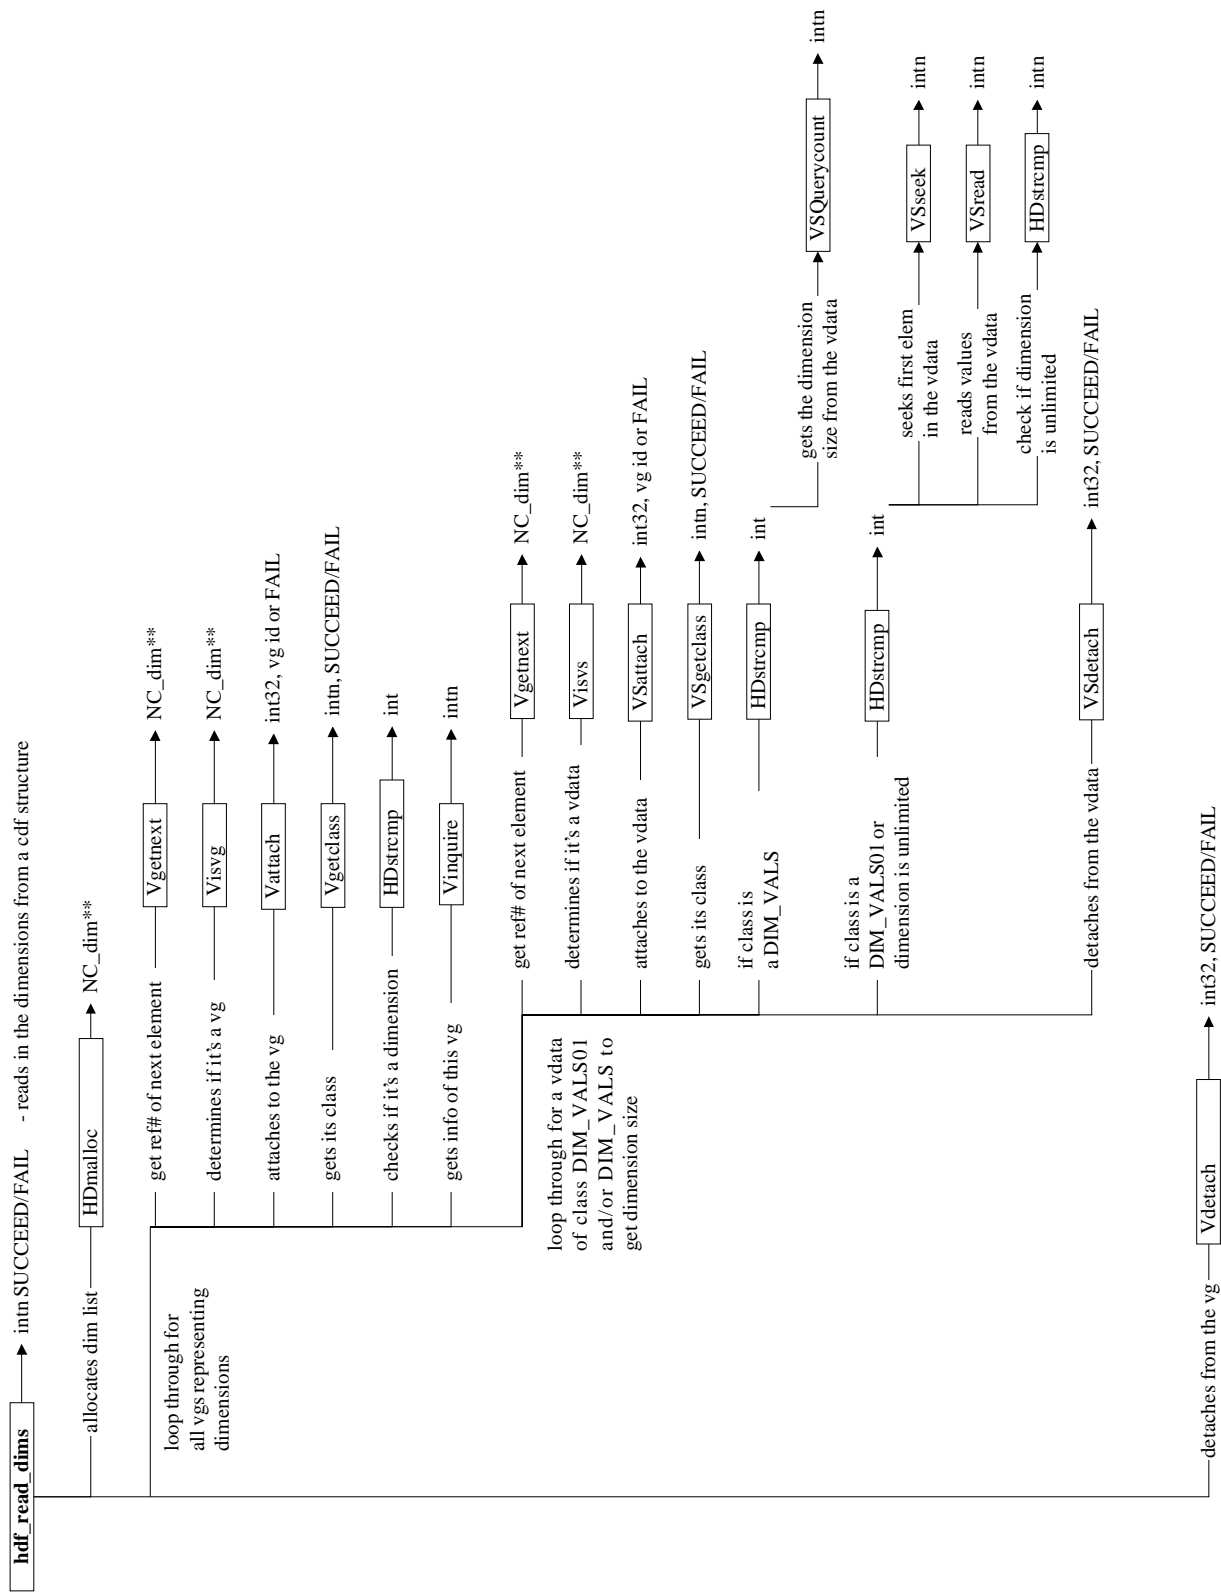 hdf_read_dims intn SUCCEED/FAIL - reads in the dimensions from a cdf structure
allocates dim list HDmalloc NC_dim**
loop through for
all vgs representing
dimensions
get ref# of next element Vgetnext NC_dim**
determines if it's a vg Visvg NC_dim**
attaches to the vg Vattach int32, vg id or FAIL
gets its class Vgetclass intn, SUCCEED/FAIL
checks if it's a dimension HDstrcmp int
gets info of this vg Vinquire intn
loop through for a vdata
of class DIM_VALS01
and/or DIM_VALS to
get dimension size
get ref# of next element Vgetnext NC_dim**
determines if it's a vdata Visvs NC_dim**
attaches to the vdata VSattach int32, vg id or FAIL
gets its class VSgetclass intn, SUCCEED/FAIL
if class is
a DIM_VALS
HDstrcmp int
gets the dimension
size from the vdata
VSQuerycount intn
if class is a
DIM_VALS01 or
dimension is unlimited
HDstrcmp int
seeks first elem
in the vdata
VSseek intn
reads values
from the vdata
VSread intn
check if dimension
is unlimited
HDstrcmp intn
detaches from the vdata VSdetach int32, SUCCEED/FAIL
detaches from the vg Vdetach int32, SUCCEED/FAIL